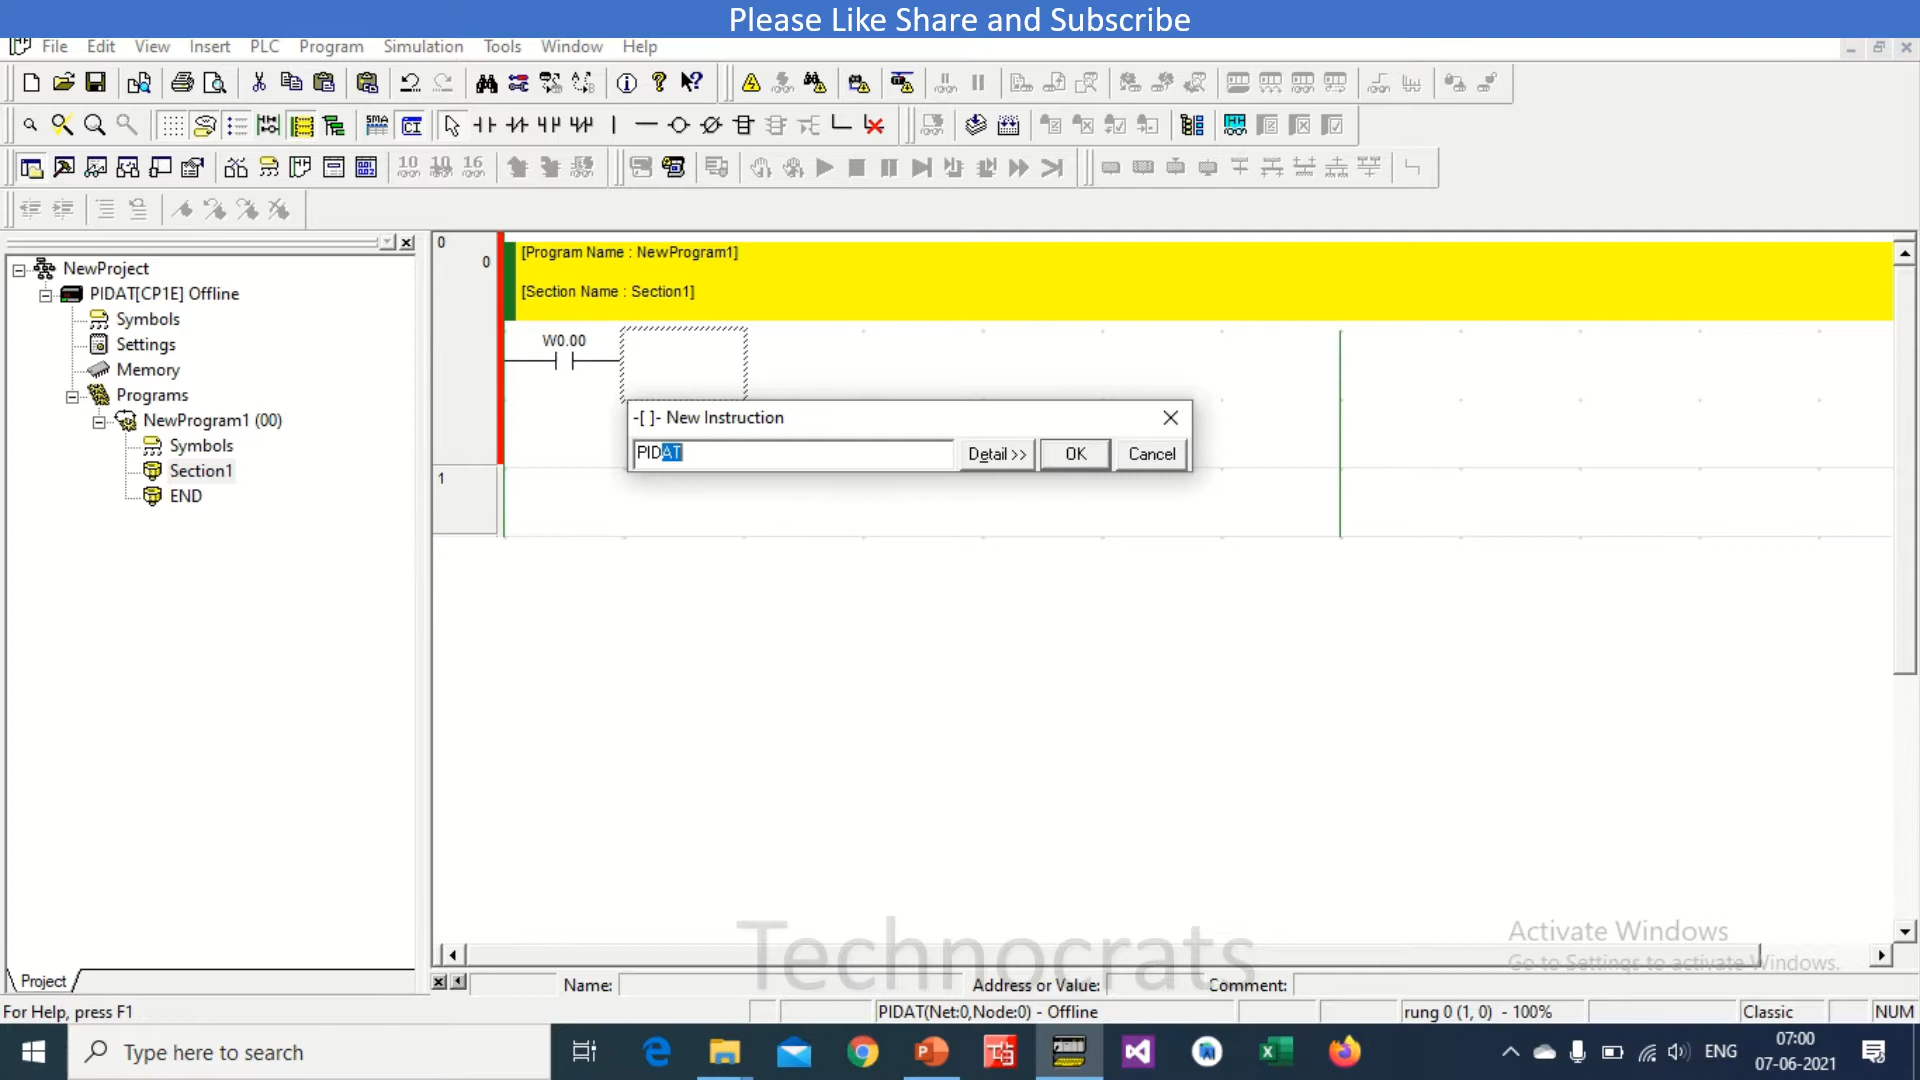 Please Like Share and Subscribe
File Edit View Insert PLC Program Simulation Tools Window Help
10 10 16
NewProject
PIDAT[CP1E] Offline
Symbols
Settings
Memory
Programs
NewProgram1 (00)
Symbols
Section1
END
Project
0
0
[Program Name : NewProgram1]
[Section Name : Section1]
W0.00
-[ ]- New Instruction
PIDAT
Detail >>
OK
Cancel
1
Technocrats
Activate Windows
Go to Settings to activate Windows.
Name:
Address or Value:
Comment:
For Help, press F1
PIDAT(Net:0,Node:0) - Offline
rung 0 (1, 0) - 100%
Classic
NUM
Type here to search
ENG
07:00
07-06-2021